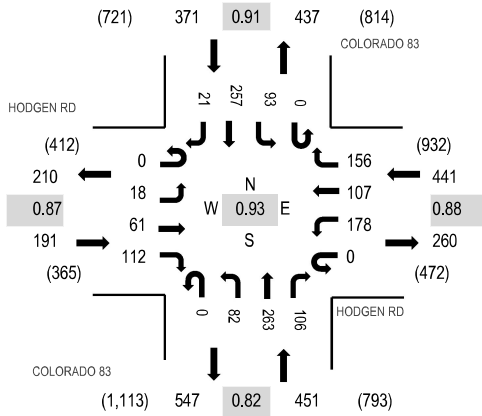 (721) 371 0.91 437 (814)
COLORADO 83
HODGEN RD
21 257 93 0
(412) (932)
0 156
210 441
18 107
N
0.87 W 0.93 E 0.88
61 178
S
191 260
112 0
(365) (472)
0 82 263 106
HODGEN RD
COLORADO 83
(1,113) 547 0.82 451 (793)